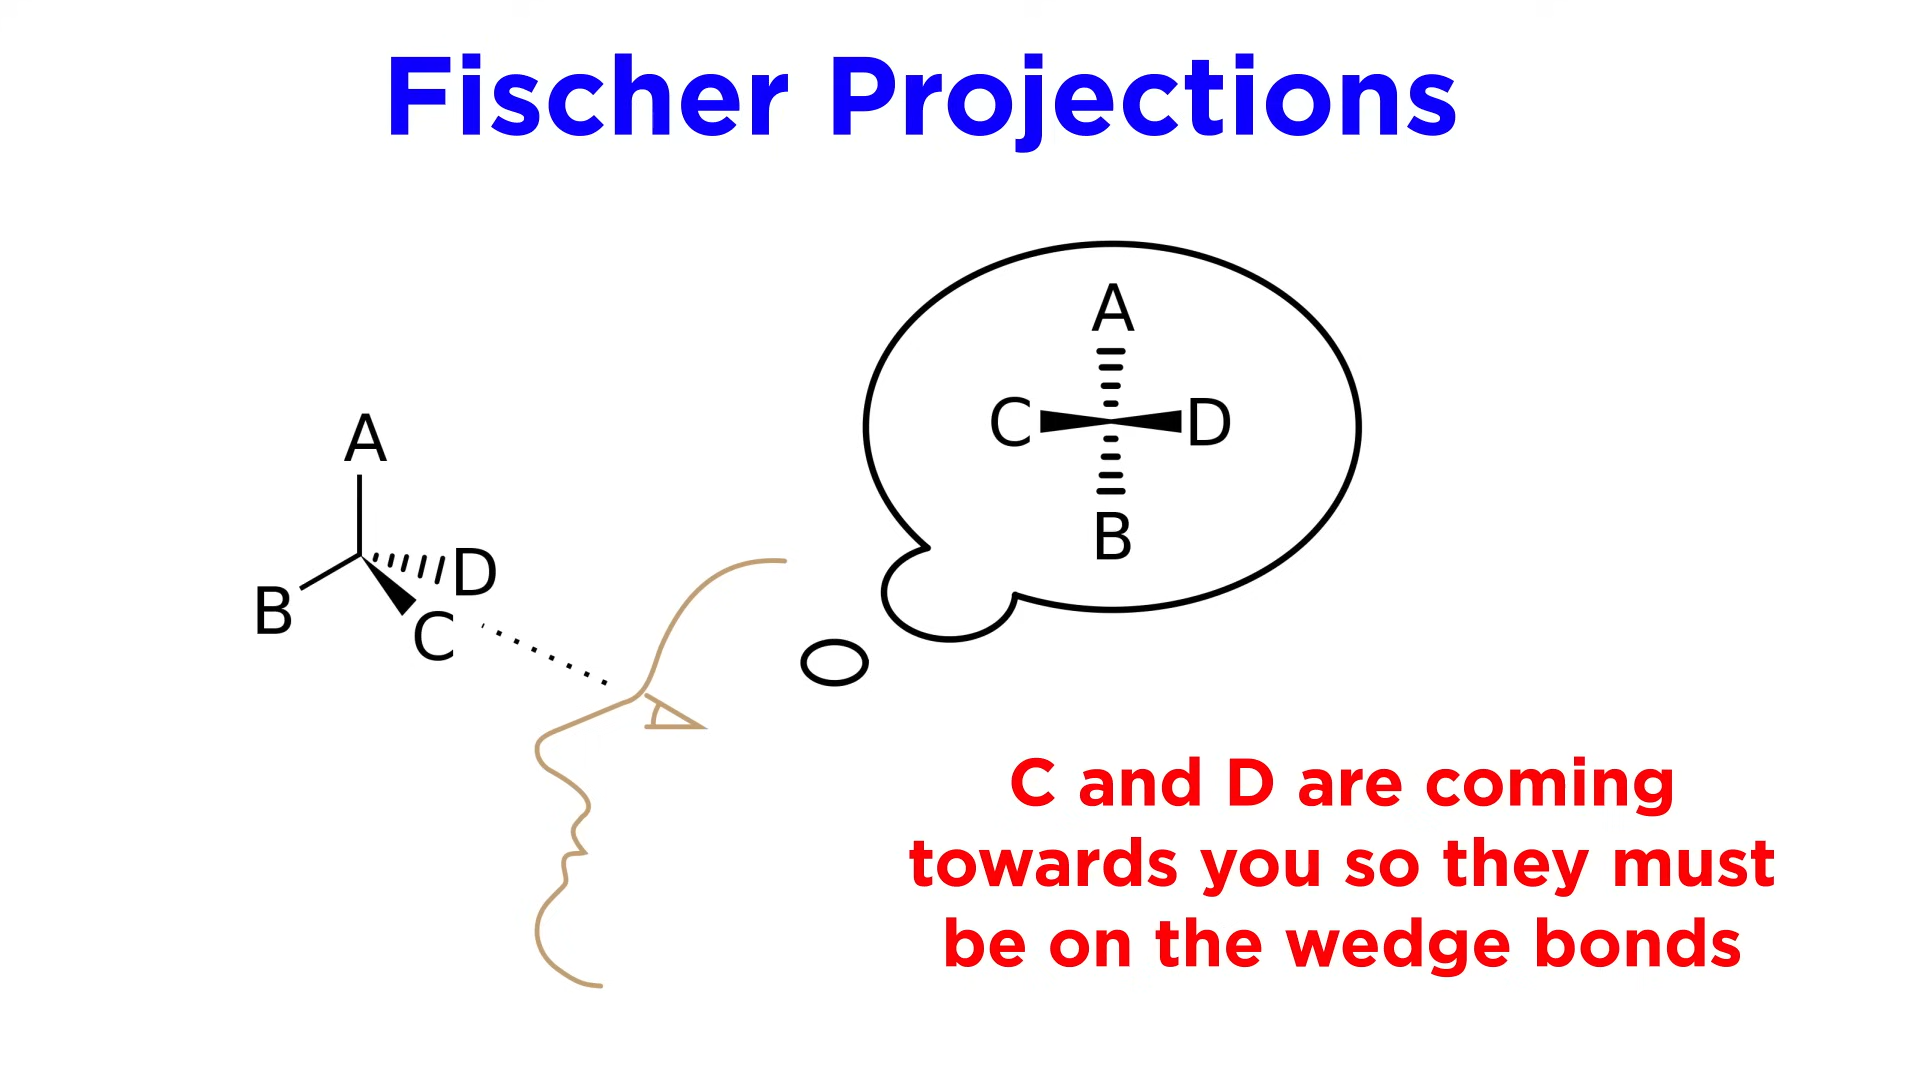 Fischer Projections
A
C D
B
A
D
B
C
C and D are coming
towards you so they must
be on the wedge bonds